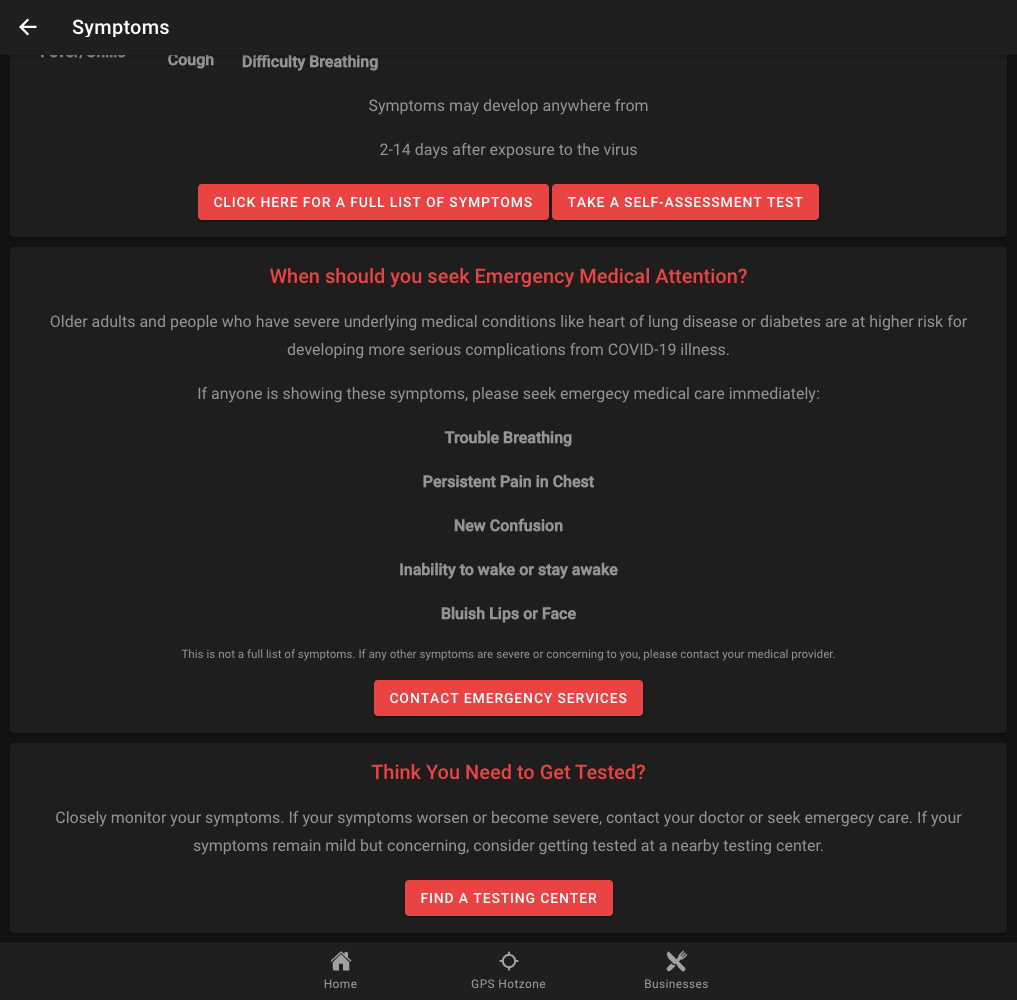 Symptoms
Cough Difficulty Breathing
Symptoms may develop anywhere from
2-14 days after exposure to the virus
CLICK HERE FOR A FULL LIST OF SYMPTOMS TAKE A SELF-ASSESSMENT TEST
When should you seek Emergency Medical Attention?
Older adults and people who have severe underlying medical conditions like heart of lung disease or diabetes are at higher risk for
developing more serious complications from COVID-19 illness.
If anyone is showing these symptoms, please seek emergecy medical care immediately:
Trouble Breathing
Persistent Pain in Chest
New Confusion
Inability to wake or stay awake
Bluish Lips or Face
This is not a full list of symptoms. If any other symptoms are severe or concerning to you, please contact your medical provider.
CONTACT EMERGENCY SERVICES
Think You Need to Get Tested?
Closely monitor your symptoms. If your symptoms worsen or become severe, contact your doctor or seek emergecy care. If your
symptoms remain mild but concerning, consider getting tested at a nearby testing center.
FIND A TESTING CENTER
Home GPS Hotzone Businesses